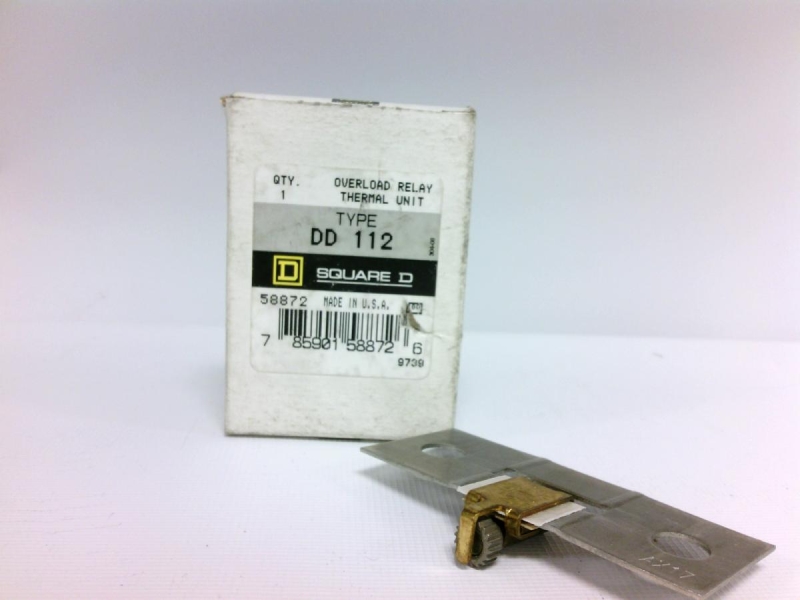 QTY. OVERLOAD RELAY
1 THERMAL UNIT
TYPE
DD 112
D SQUARE D
58872 MADE IN U.S.A.
7 85901 58872 6
9739